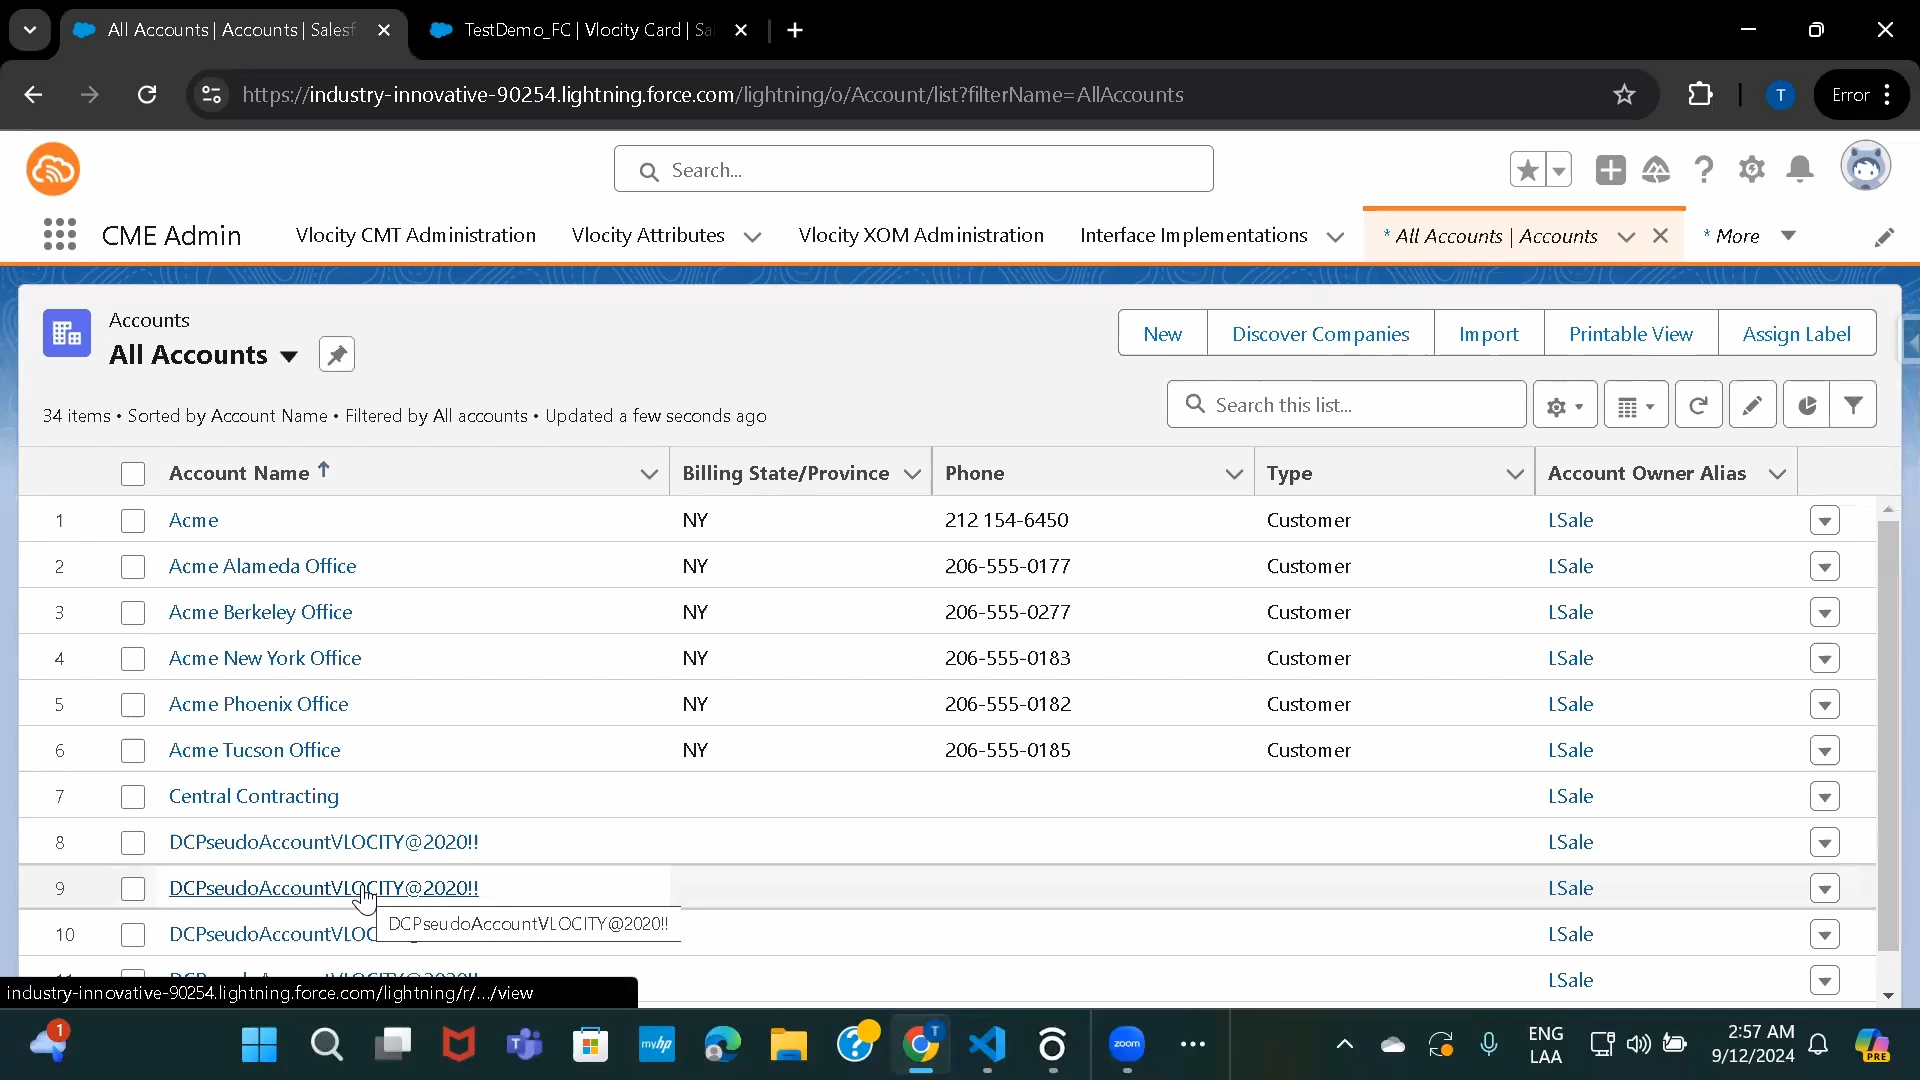 All Accounts | Accounts | Salesf
TestDemo_FC | Vlocity Card | Sa
https://industry-innovative-90254.lightning.force.com/lightning/o/Account/list?filterName=AllAccounts
T
Error
Search...
CME Admin
Vlocity CMT Administration
Vlocity Attributes
Vlocity XOM Administration
Interface Implementations
* All Accounts | Accounts
* More
Accounts
All Accounts
New
Discover Companies
Import
Printable View
Assign Label
34 items • Sorted by Account Name • Filtered by All accounts • Updated a few seconds ago
Search this list...
Account Name
Billing State/Province
Phone
Type
Account Owner Alias
1 Acme NY 212 154-6450 Customer LSale
2 Acme Alameda Office NY 206-555-0177 Customer LSale
3 Acme Berkeley Office NY 206-555-0277 Customer LSale
4 Acme New York Office NY 206-555-0183 Customer LSale
5 Acme Phoenix Office NY 206-555-0182 Customer LSale
6 Acme Tucson Office NY 206-555-0185 Customer LSale
7 Central Contracting LSale
8 DCPseudoAccountVLOCITY@2020!! LSale
9 DCPseudoAccountVLOCITY@2020!! LSale
DCPseudoAccountVLOCITY@2020!!
10 DCPseudoAccountVLOC LSale
LSale
industry-innovative-90254.lightning.force.com/lightning/r/.../view
1
myhp
T
zoom
ENG
LAA
2:57 AM
9/12/2024
PRE